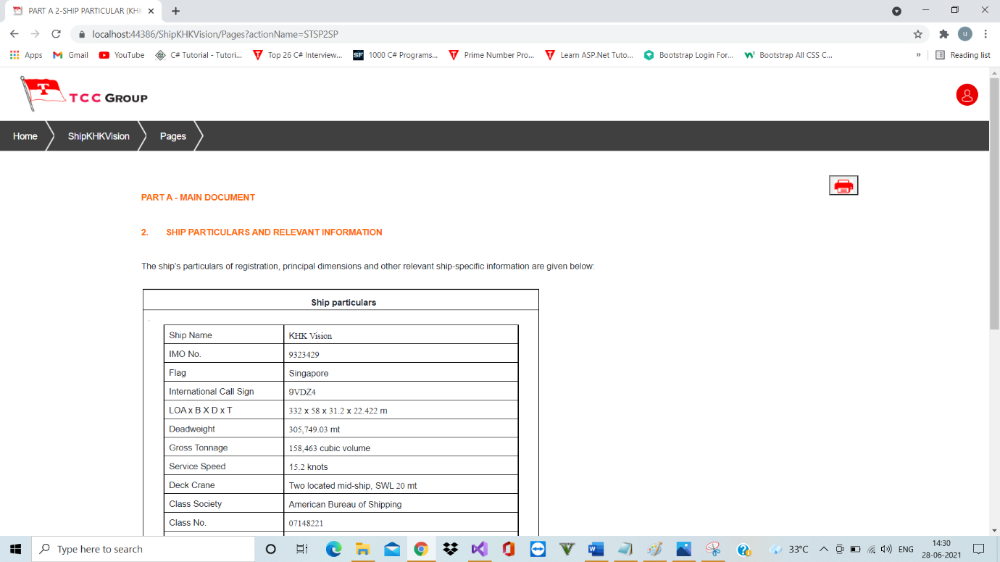 PART A 2-SHIP PARTICULAR (KH
localhost:44386/ShipKHKVision/Pages?actionName=STSP2SP
U
Apps Gmail YouTube C# Tutorial - Tutori... Top 26 C# Interview... SF 1000 C# Programs... Prime Number Pro... Learn ASP.Net Tuto... Bootstrap Login For... Bootstrap All CSS C... » Reading list
T TCC GROUP
Home ShipKHKVision Pages
PART A - MAIN DOCUMENT
2. SHIP PARTICULARS AND RELEVANT INFORMATION
The ship's particulars of registration, principal dimensions and other relevant ship-specific information are given below:
Ship particulars
Ship Name KHK Vision
IMO No. 9323429
Flag Singapore
International Call Sign 9VDZ4
LOA x B X D x T 332 x 58 x 31.2 x 22.422 m
Deadweight 305,749.03 mt
Gross Tonnage 158,463 cubic volume
Service Speed 15.2 knots
Deck Crane Two located mid-ship, SWL 20 mt
Class Society American Bureau of Shipping
Class No. 07148221
Type here to search 33°C ENG 14:30
28-06-2021